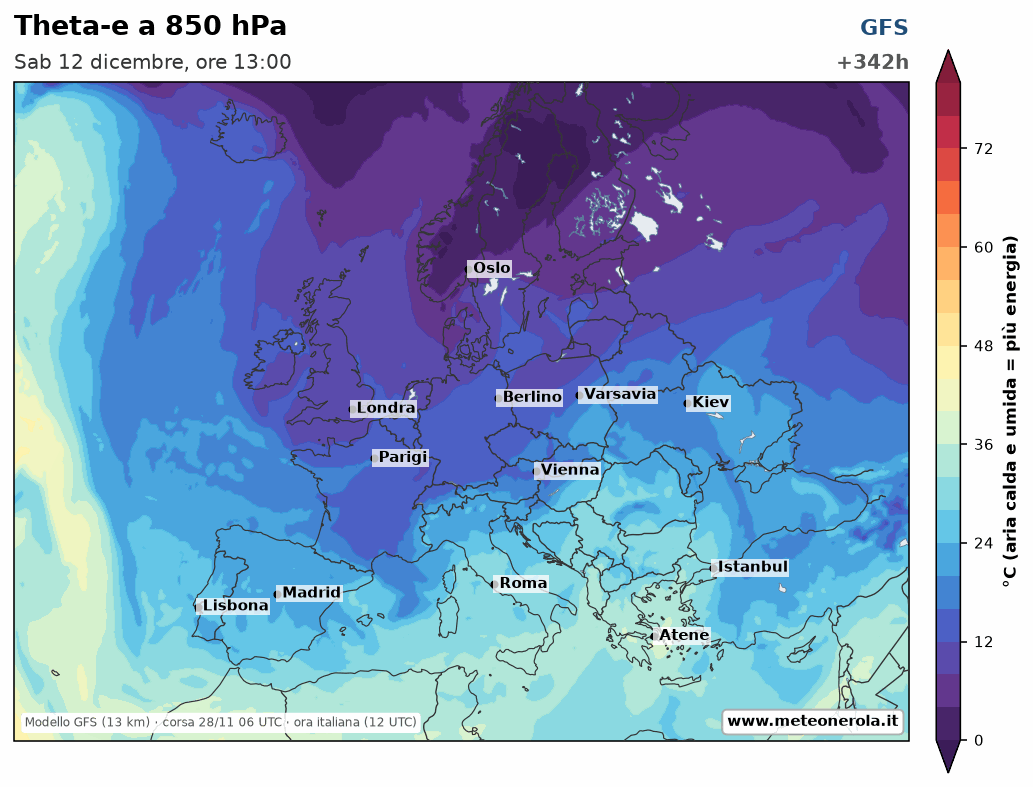 Theta-e a 850 hPa
GFS
Sab 12 dicembre, ore 13:00
+342h
72
60
48
36
24
12
0
°C (aria calda e umida = più energia)
Oslo
Berlino
Varsavia
Kiev
Londra
Parigi
Vienna
Istanbul
Roma
Madrid
Lisbona
Atene
Modello GFS (13 km) · corsa 28/11 06 UTC · ora italiana (12 UTC)
www.meteonerola.it